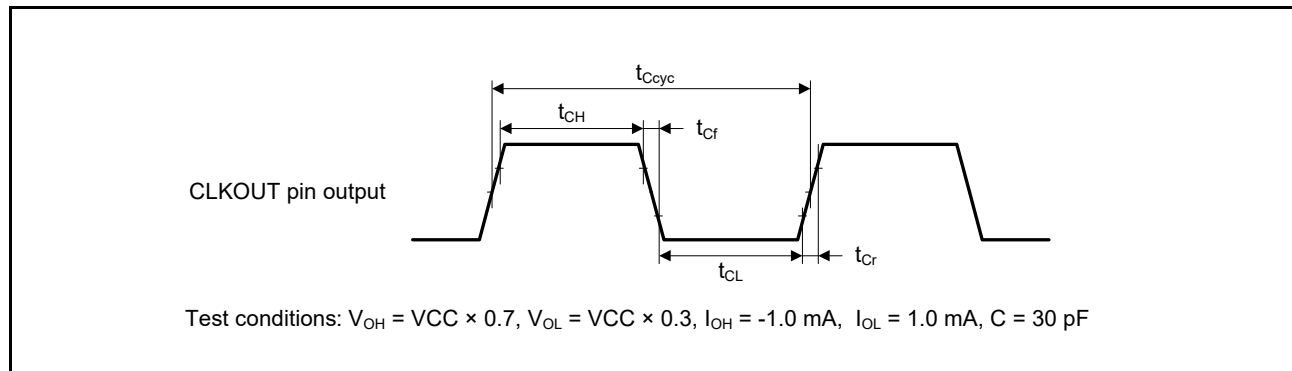 tCcyc
tCH
tCf
CLKOUT pin output
tCL
tCr
Test conditions: VOH = VCC × 0.7, VOL = VCC × 0.3, IOH = -1.0 mA, IOL = 1.0 mA, C = 30 pF